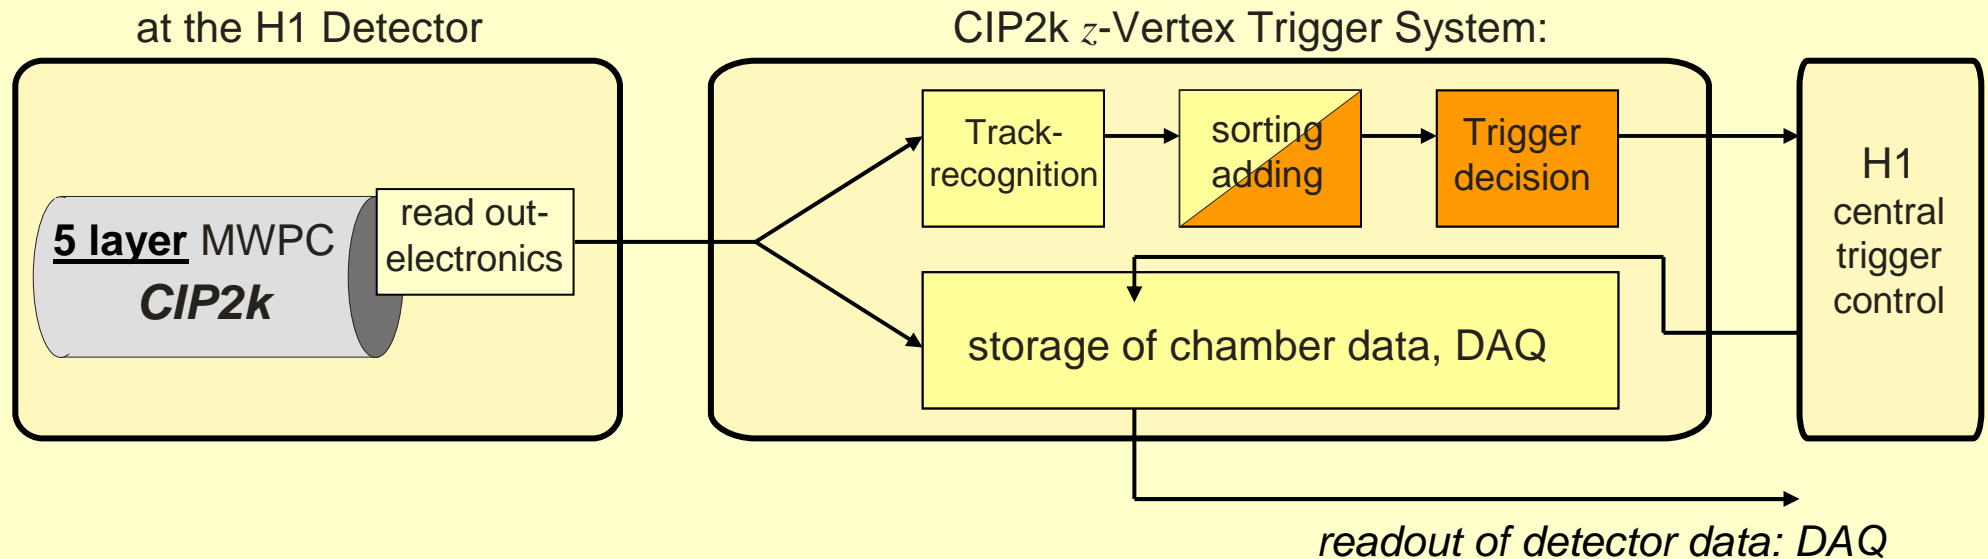 at the H1 Detector
CIP2k z-Vertex Trigger System:
5 layer MWPC
CIP2k
read out-
electronics
Track-
recognition
sorting
adding
Trigger
decision
storage of chamber data, DAQ
H1
central
trigger
control
readout of detector data: DAQ